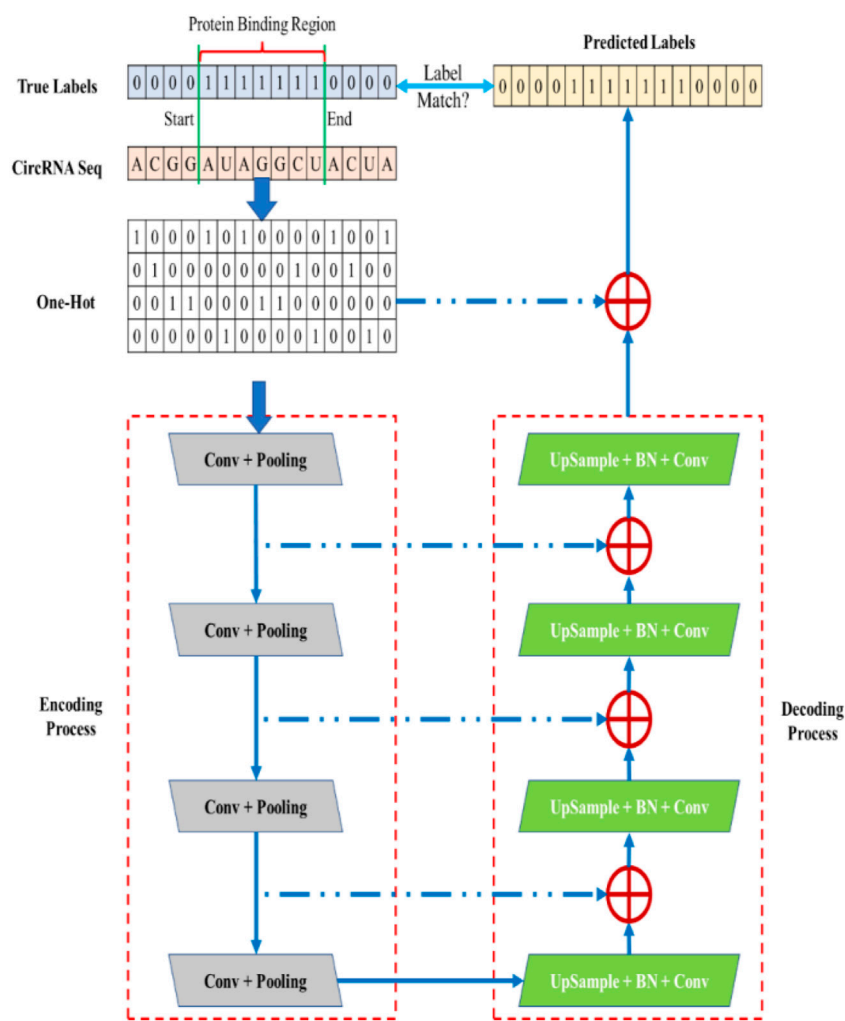 Protein Binding Region
Predicted Labels
True Labels
0 0 0 0 1 1 1 1 1 1 1 0 0 0 0
Label
Match?
0 0 0 0 1 1 1 1 1 1 1 0 0 0 0
Start
End
CircRNA Seq
A C G G A U A G G C U A C U A
One-Hot
1 0 0 0 1 0 1 0 0 0 0 1 0 0 1
0 1 0 0 0 0 0 0 0 1 0 0 1 0 0
0 0 1 1 0 0 0 1 1 0 0 0 0 0 0
0 0 0 0 0 1 0 0 0 0 1 0 0 1 0
Conv + Pooling
UpSample + BN + Conv
Conv + Pooling
UpSample + BN + Conv
Encoding
Process
Decoding
Process
Conv + Pooling
UpSample + BN + Conv
Conv + Pooling
UpSample + BN + Conv